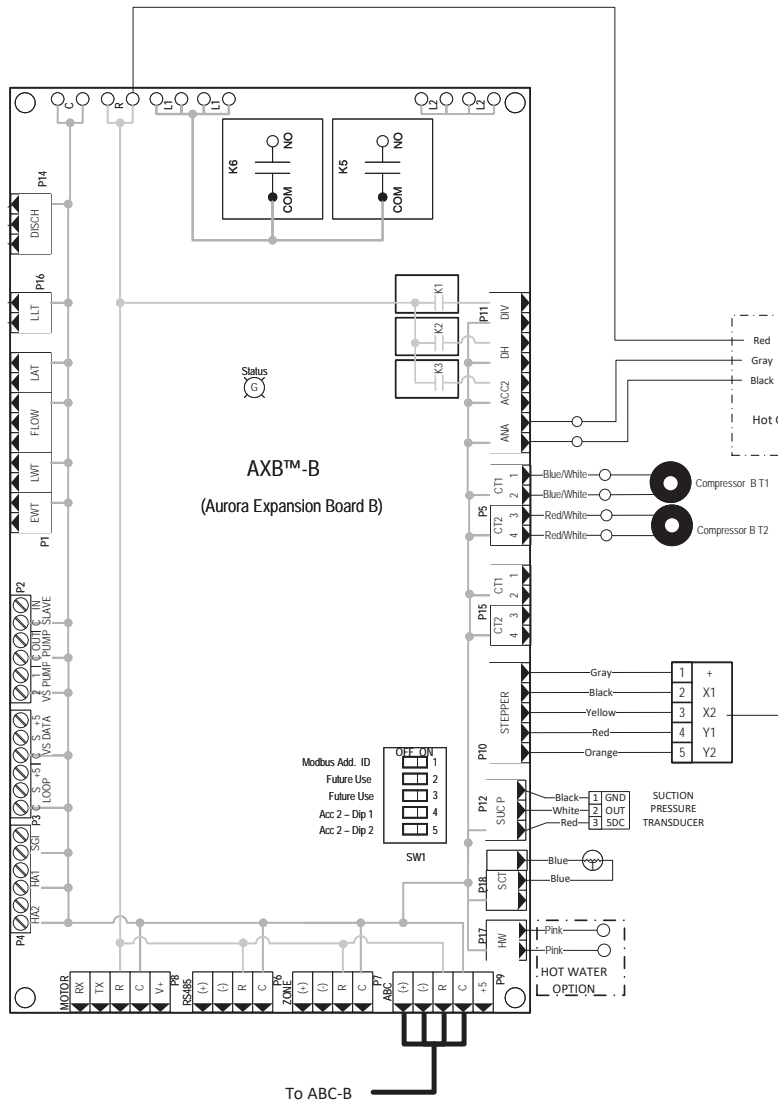 C
R
L1
L1
L2
L2
K6
NO
COM
K5
NO
COM
P14
DISCH
P16
LLT
LAT
FLOW
LWT
EWT
P1
K1
K2
K3
P11
DIV
DH
ACC2
ANA
Red
Gray
Black
Hot
Status
G
AXB™-B
(Aurora Expansion Board B)
P5
CT1
1
2
CT2
3
4
Blue/White
Blue/White
Red/White
Red/White
Compressor B T1
Compressor B T2
P15
CT1
1
2
CT2
3
4
P2
IN
C
SLAVE
OUT
C
PUMP
1
2
VS PUMP
+5
S
C
VS DATA
+5
S
C
LOOP
P3
SGI
HA1
HA2
P4
STEPPER
P10
Gray
Black
Yellow
Red
Orange
1 +
2 X1
3 X2
4 Y1
5 Y2
OFF ON
Modbus Add. ID 1
Future Use 2
Future Use 3
Acc 2 – Dip 1 4
Acc 2 – Dip 2 5
SW1
P12
SUC P
Black 1 GND
White 2 OUT
Red 3 5DC
SUCTION
PRESSURE
TRANSDUCER
P18
SCT
Blue
Blue
P17
HW
Pink
Pink
HOT WATER
OPTION
MOTOR
RX
TX
R
C
V+
P8
RS485
(+)
(-)
R
C
P6
ZONE
(+)
(-)
R
C
P7
ABC
(+)
(-)
R
C
+5
P9
To ABC-B